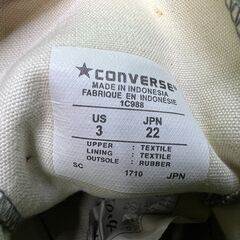 ★CONVERSE®
MADE IN INDONESIA
FABRIQUE EN INDONÉSIE
1C988
US JPN
3 22
UPPER : TEXTILE
LINING : TEXTILE
OUTSOLE : RUBBER
SC 1710 JPN